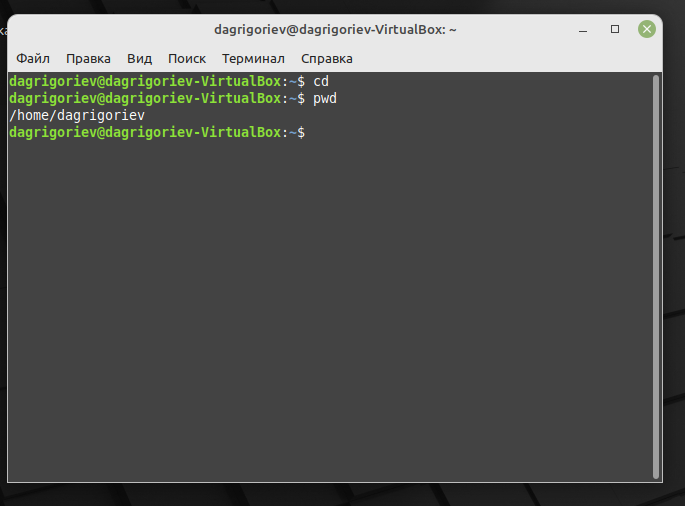 dagrigoriev@dagrigoriev-VirtualBox: ~
Файл Правка Вид Поиск Терминал Справка
dagrigoriev@dagrigoriev-VirtualBox:~$ cd
dagrigoriev@dagrigoriev-VirtualBox:~$ pwd
/home/dagrigoriev
dagrigoriev@dagrigoriev-VirtualBox:~$